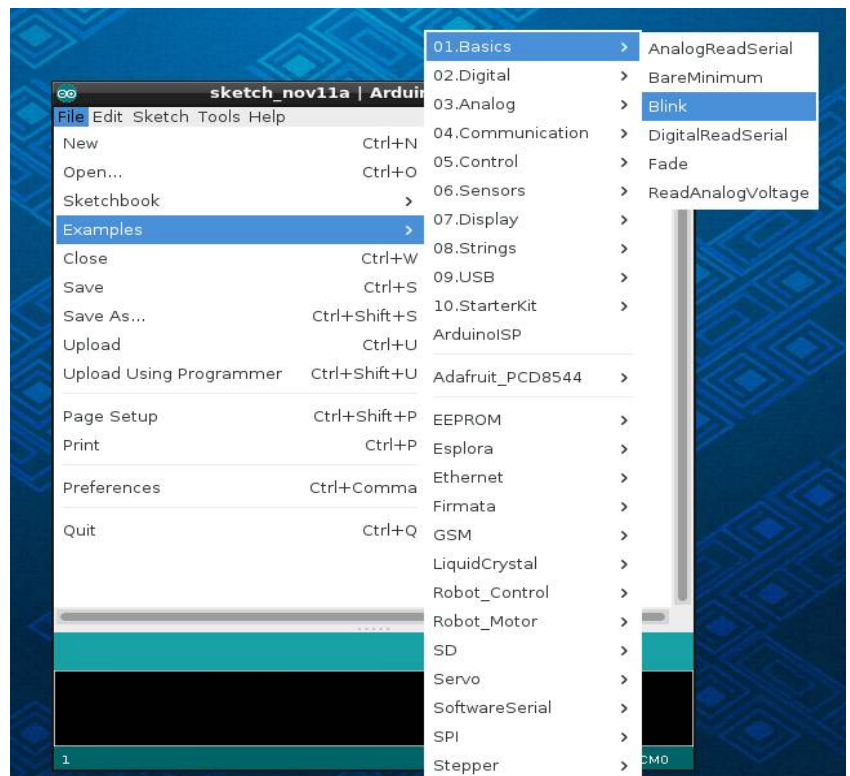 sketch_nov11a | Ardui
File Edit Sketch Tools Help
New Ctrl+N
Open... Ctrl+O
Sketchbook >
Examples >
Close Ctrl+W
Save Ctrl+S
Save As... Ctrl+Shift+S
Upload Ctrl+U
Upload Using Programmer Ctrl+Shift+U
Page Setup Ctrl+Shift+P
Print Ctrl+P
Preferences Ctrl+Comma
Quit Ctrl+Q
01.Basics >
02.Digital >
03.Analog >
04.Communication >
05.Control >
06.Sensors >
07.Display >
08.Strings >
09.USB >
10.StarterKit >
ArduinoISP
Adafruit_PCD8544 >
EEPROM >
Esplora >
Ethernet >
Firmata >
GSM >
LiquidCrystal >
Robot_Control >
Robot_Motor >
SD >
Servo >
SoftwareSerial >
SPI >
Stepper >
AnalogReadSerial
BareMinimum
Blink
DigitalReadSerial
Fade
ReadAnalogVoltage
1 CM0